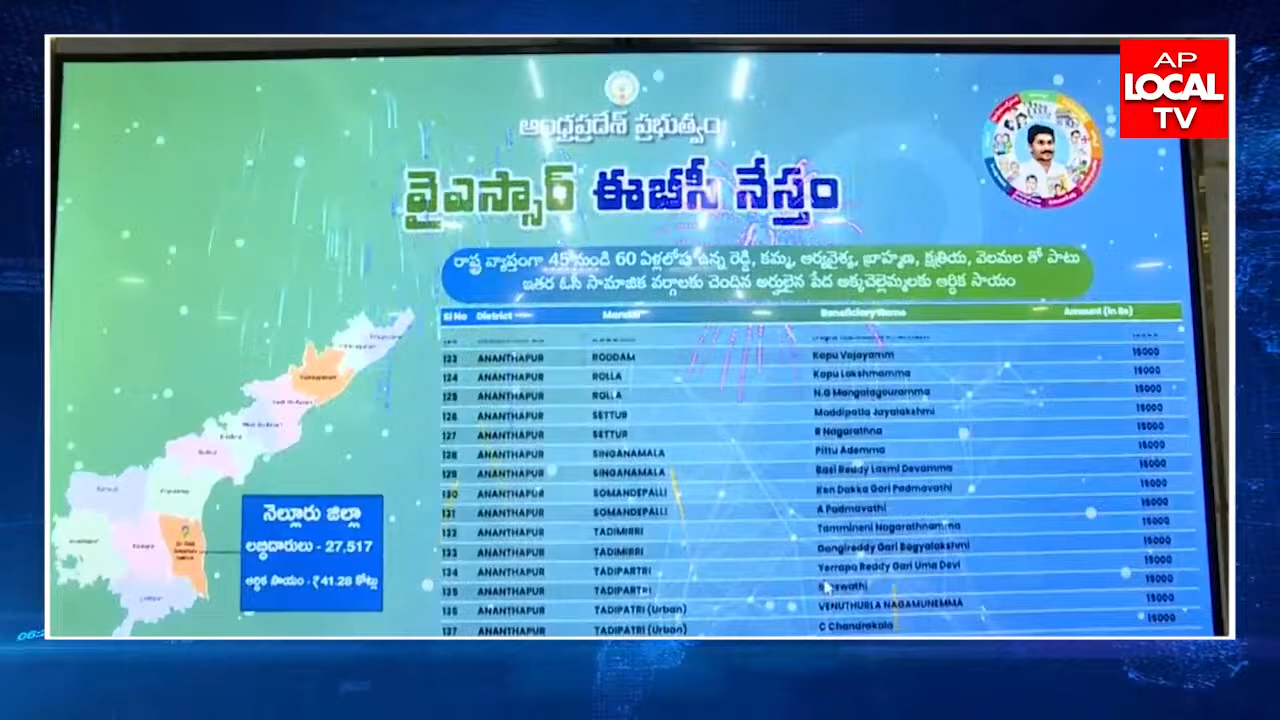 AP
LOCAL
TV
ఆంధ్రప్రదేశ్ ప్రభుత్వం
వైఎస్సార్ ఈబీసీ నేస్తం
రాష్ట్ర వ్యాప్తంగా 45 నుండి 60 ఏళ్లలోపు ఉన్న రెడ్డి, కమ్మ, ఆర్యవైశ్య, బ్రాహ్మణ, క్షత్రియ, వెలమల తో పాటు
ఇతర ఓసీ సామాజిక వర్గాలకు చెందిన అర్హులైన పేద అక్కచెల్లెమ్మలకు ఆర్థిక సాయం
Sl No District Mandal Beneficiary Name Amount (in Rs)
123 ANANTHAPUR RODDAM Kapu Vajayamm 15000
124 ANANTHAPUR ROLLA Kapu Lakshmamma 15000
125 ANANTHAPUR ROLLA N.G Mangalagouramma 15000
126 ANANTHAPUR SETTUR Maddipatla Jayalakshmi 15000
127 ANANTHAPUR SETTUR R Nagarathna 15000
128 ANANTHAPUR SINGANAMALA Pittu Ademma 15000
129 ANANTHAPUR SINGANAMALA Basi Reddy Laxmi Devamma 15000
130 ANANTHAPUR SOMANDEPALLI Ken Dakka Gari Padmavathi 15000
131 ANANTHAPUR SOMANDEPALLI A Padmavathi 15000
132 ANANTHAPUR TADIMIRRI Tammineni Nagarathnamma 15000
133 ANANTHAPUR TADIMIRRI Gangireddy Gari Bagyalakshmi 15000
134 ANANTHAPUR TADIPARTRI Yerrapa Reddy Gari Uma Devi 15000
135 ANANTHAPUR TADIPARTRI 15000
136 ANANTHAPUR TADIPATRI (Urban) VENUTHURLA NAGAMUNEMMA 15000
137 ANANTHAPUR TADIPATRI (Urban) C Chandrakala 15000
నెల్లూరు జిల్లా
లబ్ధిదారులు - 27,517
ఆర్థిక సాయం - ₹41.28 కోట్లు